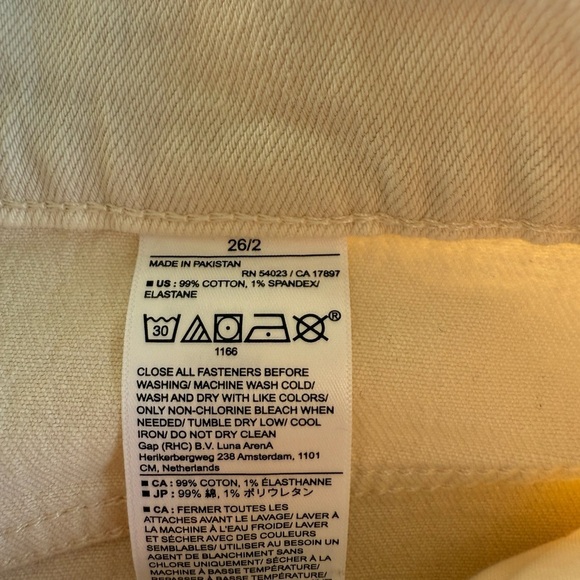 26/2
MADE IN PAKISTAN
RN 54023 / CA 17897
■ US : 99% COTTON, 1% SPANDEX/
ELASTANE
30
®
1166
CLOSE ALL FASTENERS BEFORE
WASHING/ MACHINE WASH COLD/
WASH AND DRY WITH LIKE COLORS/
ONLY NON-CHLORINE BLEACH WHEN
NEEDED/ TUMBLE DRY LOW/ COOL
IRON/ DO NOT DRY CLEAN
Gap (RHC) B.V. Luna ArenA
Herikerbergweg 238 Amsterdam, 1101
CM, Netherlands
■ CA : 99% COTON, 1% ÉLASTHANNE
■ JP : 99% 綿, 1% ポリウレタン
■ CA : FERMER TOUTES LES
ATTACHES AVANT LE LAVAGE/ LAVER À
LA MACHINE À L'EAU FROIDE/ LAVER
ET SÉCHER AVEC DES COULEURS
SEMBLABLES/ UTILISER AU BESOIN UN
AGENT DE BLANCHIMENT SANS
CHLORE UNIQUEMENT/ SÉCHER À LA
MACHINE À BASSE TEMPÉRATURE/
REPASSER À BASSE TEMPÉRATURE/